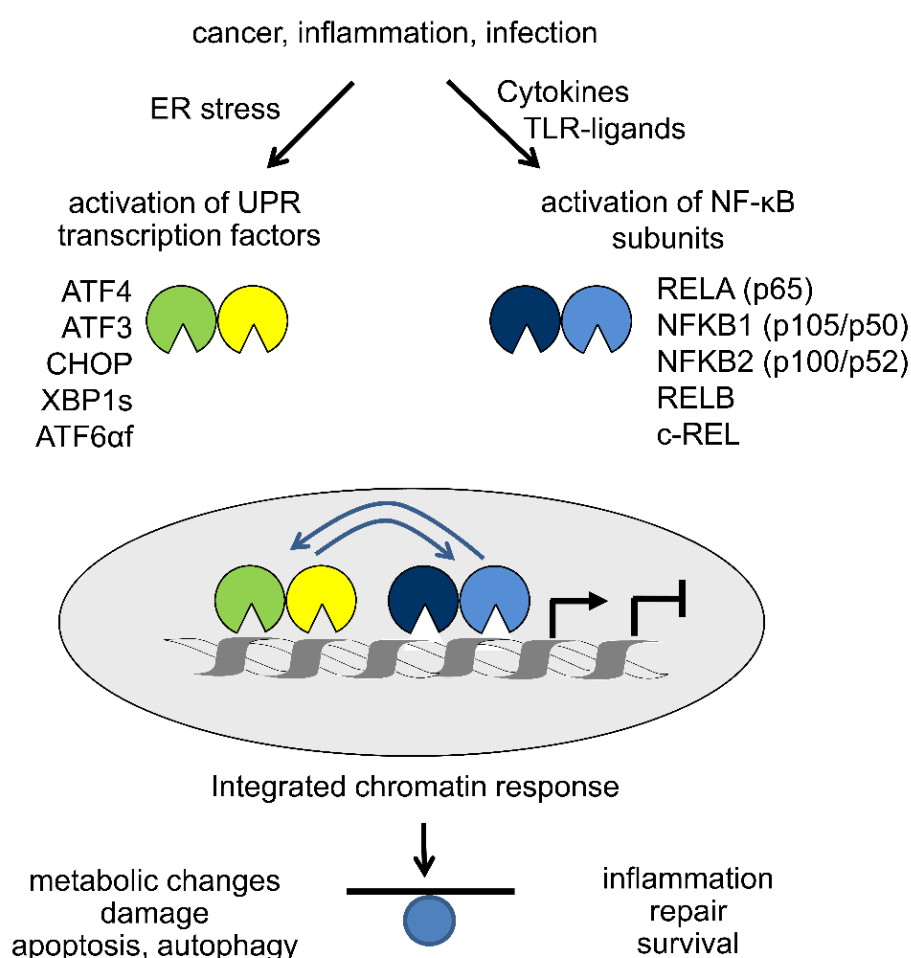 cancer, inflammation, infection
ER stress
Cytokines
TLR-ligands
activation of UPR
transcription factors
activation of NF-κB
subunits
ATF4
ATF3
CHOP
XBP1s
ATF6αf
RELA (p65)
NFKB1 (p105/p50)
NFKB2 (p100/p52)
RELB
c-REL
Integrated chromatin response
metabolic changes
damage
apoptosis, autophagy
inflammation
repair
survival